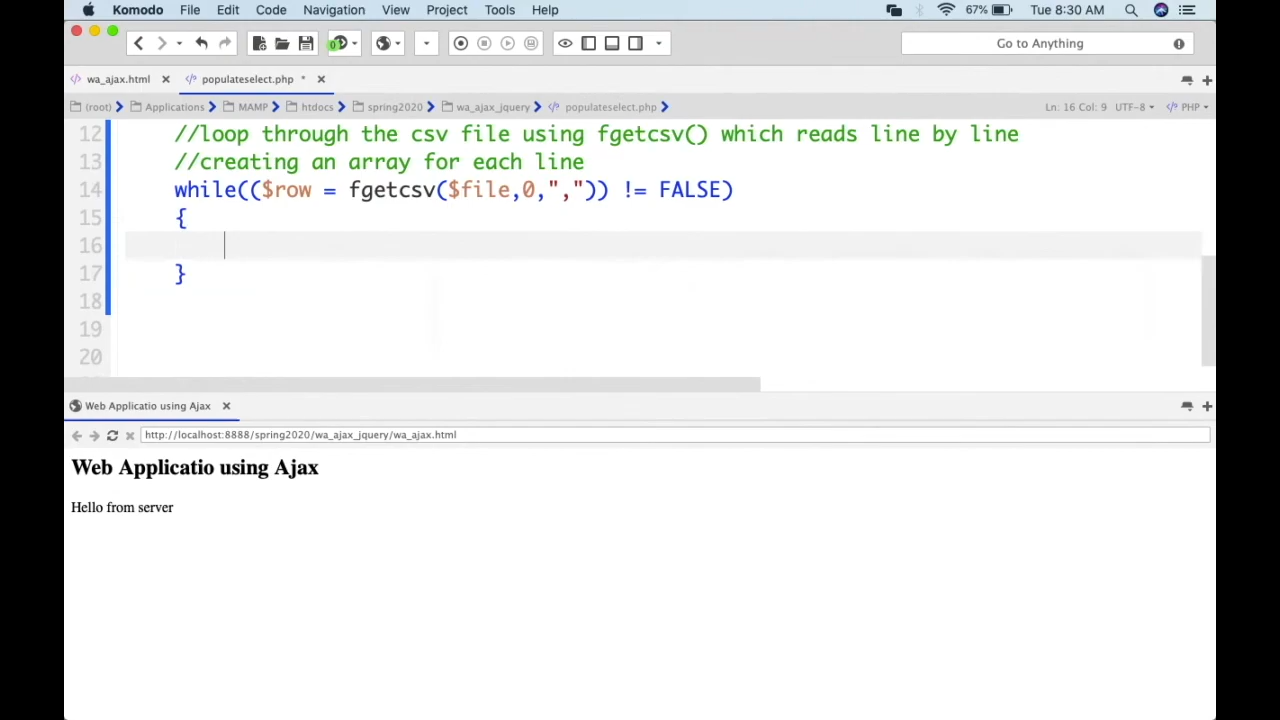 Komodo File Edit Code Navigation View Project Tools Help 67% Tue 8:30 AM
Go to Anything
wa_ajax.html populateselect.php *
(root) Applications MAMP htdocs spring2020 wa_ajax_jquery populateselect.php Ln: 16 Col: 9 UTF-8 PHP
12 //loop through the csv file using fgetcsv() which reads line by line
13 //creating an array for each line
14 while(($row = fgetcsv($file,0,",")) != FALSE)
15 {
16
17 }
18
19
20
Web Applicatio using Ajax
http://localhost:8888/spring2020/wa_ajax_jquery/wa_ajax.html
Web Applicatio using Ajax
Hello from server